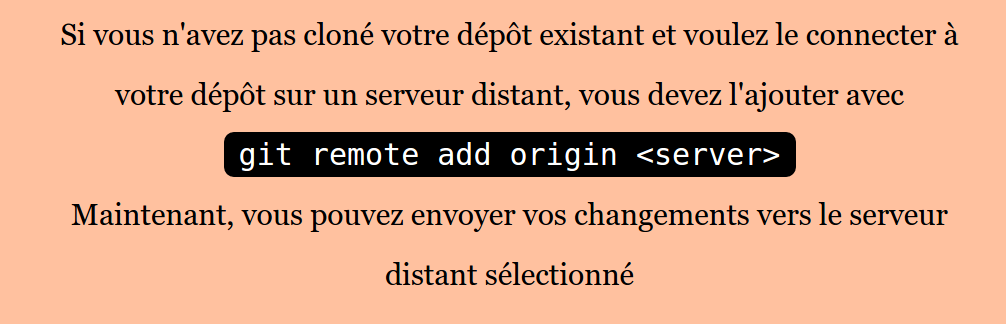 Si vous n'avez pas cloné votre dépôt existant et voulez le connecter à
votre dépôt sur un serveur distant, vous devez l'ajouter avec
git remote add origin <server>
Maintenant, vous pouvez envoyer vos changements vers le serveur
distant sélectionné